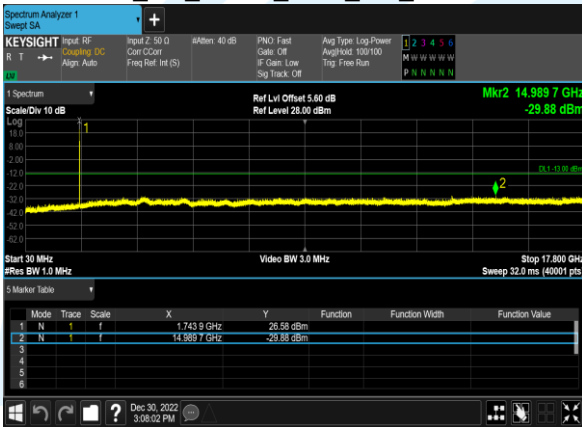 Spectrum Analyzer 1
Swept SA
+
KEYSIGHT
R T
LU
Input: RF
Coupling: DC
Align: Auto
Input Z: 50 Ω
Corr CCorr
Freq Ref: Int (S)
#Atten: 40 dB
PNO: Fast
Gate: Off
IF Gain: Low
Sig Track: Off
Avg Type: Log-Power
Avg|Hold: 100/100
Trig: Free Run
1 2 3 4 5 6
M W W W W W
P N N N N N
1 Spectrum
Scale/Div 10 dB
Ref Lvl Offset 5.60 dB
Ref Level 28.00 dBm
Mkr2 14.989 7 GHz
-29.88 dBm
Log
18.0
8.00
-2.00
-12.0
-22.0
-32.0
-42.0
-52.0
-62.0
1
DL1 -13.00 dBm
2
Start 30 MHz
#Res BW 1.0 MHz
Video BW 3.0 MHz
Stop 17.800 GHz
Sweep 32.0 ms (40001 pts)
5 Marker Table
Mode Trace Scale X Y Function Function Width Function Value
1 N 1 f 1.743 9 GHz 26.58 dBm
2 N 1 f 14.989 7 GHz -29.88 dBm
3
4
5
6
?
Dec 30, 2022
3:08:02 PM